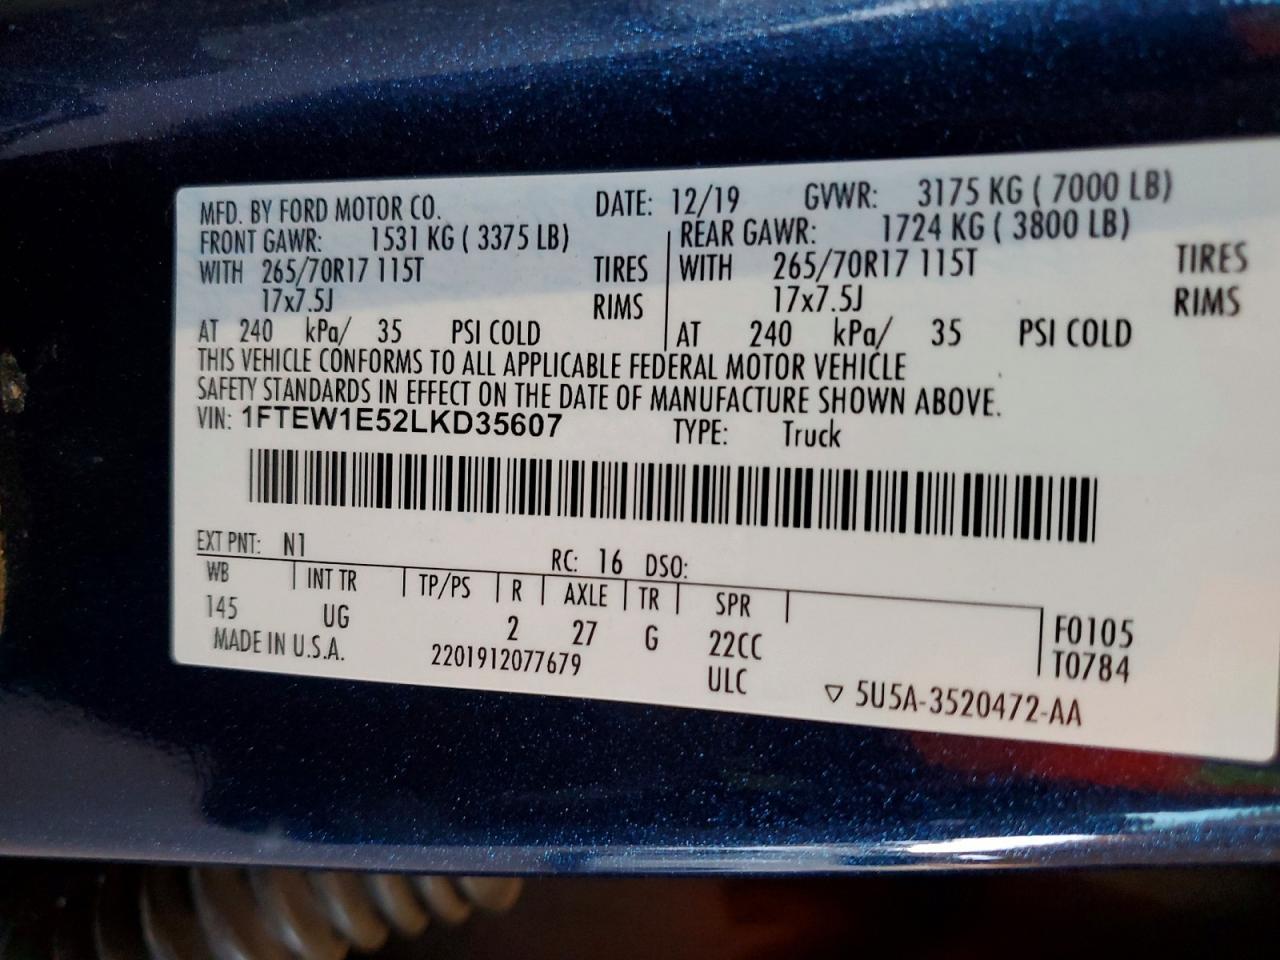 MFD. BY FORD MOTOR CO. DATE: 12/19 GVWR: 3175 KG ( 7000 LB)
FRONT GAWR: 1531 KG ( 3375 LB) REAR GAWR: 1724 KG ( 3800 LB)
WITH 265/70R17 115T TIRES WITH 265/70R17 115T TIRES
17x7.5J RIMS 17x7.5J RIMS
AT 240 kPa/ 35 PSI COLD AT 240 kPa/ 35 PSI COLD
THIS VEHICLE CONFORMS TO ALL APPLICABLE FEDERAL MOTOR VEHICLE
SAFETY STANDARDS IN EFFECT ON THE DATE OF MANUFACTURE SHOWN ABOVE.
VIN: 1FTEW1E52LKD35607 TYPE: Truck
EXT PNT: N1 RC: 16 DSO:
WB INT TR TP/PS R AXLE TR SPR
145 UG 2 27 G 22CC F0105
MADE IN U.S.A. 2201912077679 ULC T0784
▽ 5U5A-3520472-AA